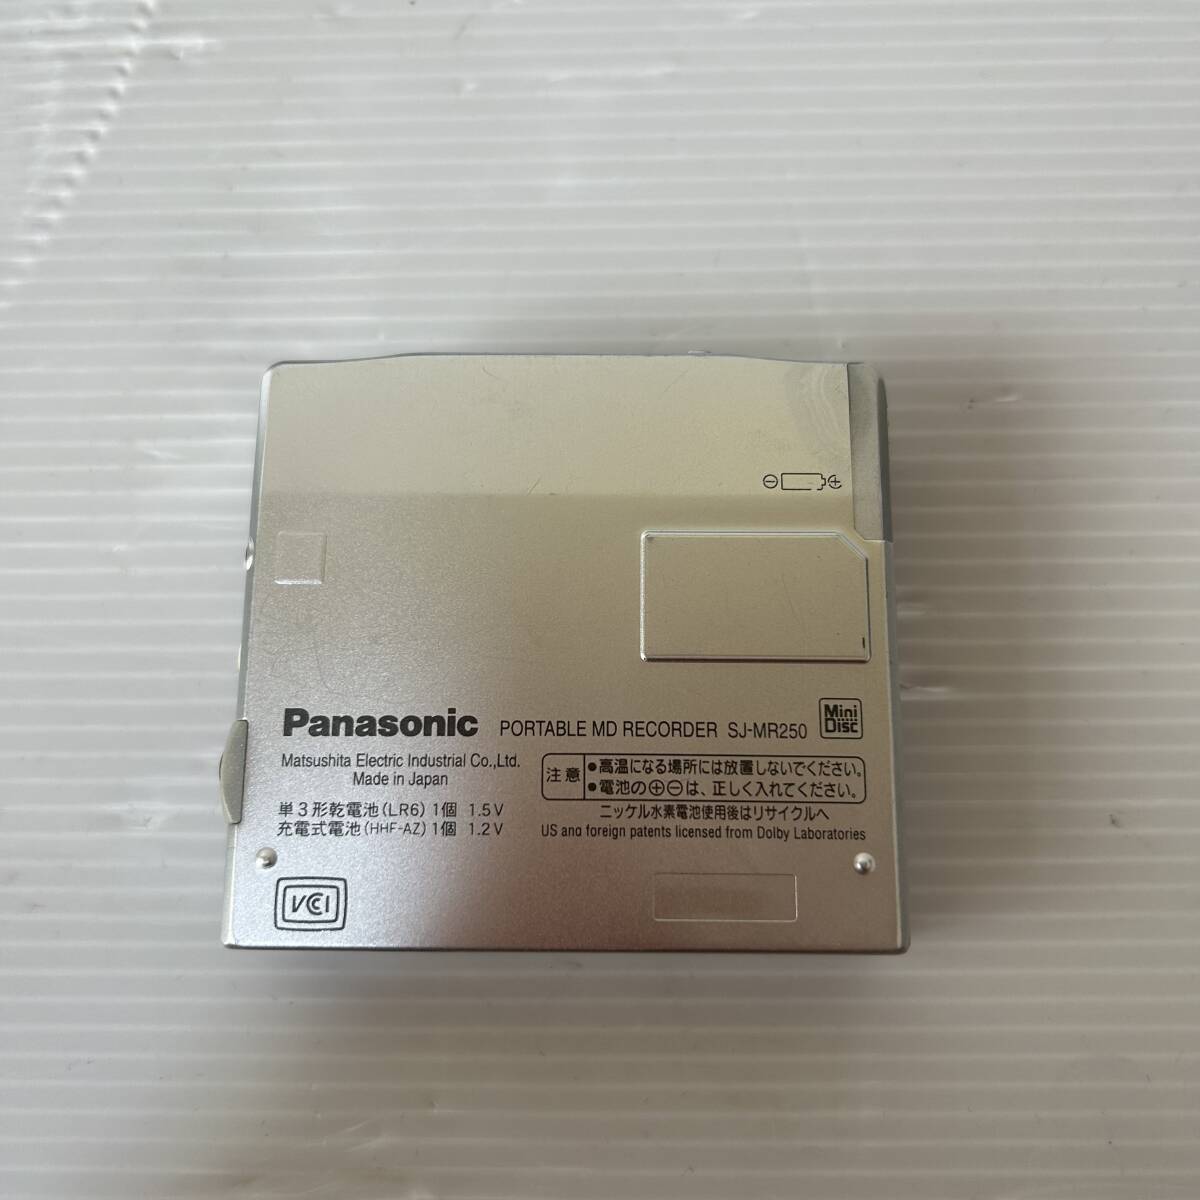 ⊖ ⊕
Panasonic PORTABLE MD RECORDER SJ-MR250 Mini Disc
Matsushita Electric Industrial Co.,Ltd.
Made in Japan
注意 ●高温になる場所には放置しないでください。
●電池の⊕⊖は、正しく入れてください。
単3形乾電池(LR6)1個 1.5V
充電式電池(HHF-AZ)1個 1.2V
ニッケル水素電池使用後はリサイクルへ
US and foreign patents licensed from Dolby Laboratories
VCCI